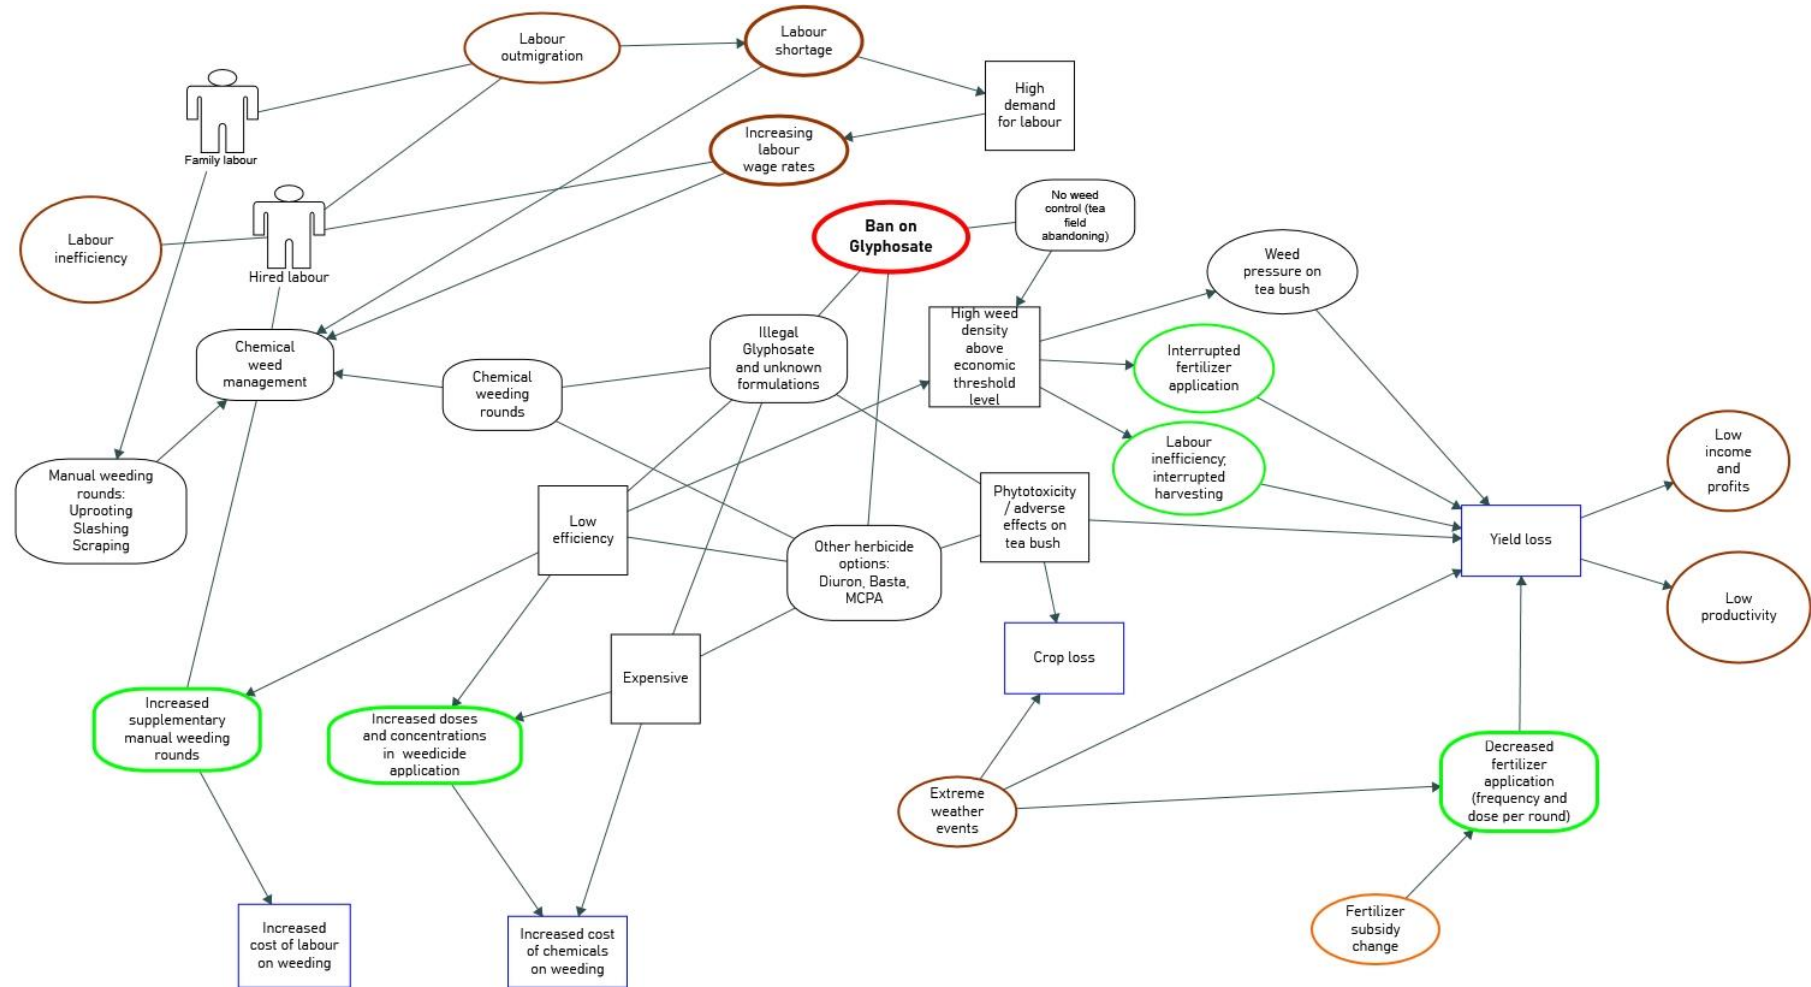 Labour
outmigration
Labour
shortage
High
demand
for labour
Family labour
Increasing
labour
wage rates
Labour
inefficiency
Hired labour
Ban on
Glyphosate
No weed
control (tea
field
abandoning)
Weed
pressure on
tea bush
Chemical
weed
management
Chemical
weeding
rounds
Illegal
Glyphosate
and unknown
formulations
High weed
density
above
economic
threshold
level
Interrupted
fertilizer
application
Labour
inefficiency;
interrupted
harvesting
Low
income
and
profits
Manual weeding
rounds:
Uprooting
Slashing
Scraping
Low
efficiency
Other herbicide
options:
Diuron, Basta,
MCPA
Phytotoxicity
/ adverse
effects on
tea bush
Yield loss
Low
productivity
Crop loss
Expensive
Increased
supplementary
manual weeding
rounds
Increased doses
and concentrations
in weedicide
application
Extreme
weather
events
Decreased
fertilizer
application
(frequency and
dose per round)
Fertilizer
subsidy
change
Increased
cost of labour
on weeding
Increased cost
of chemicals
on weeding